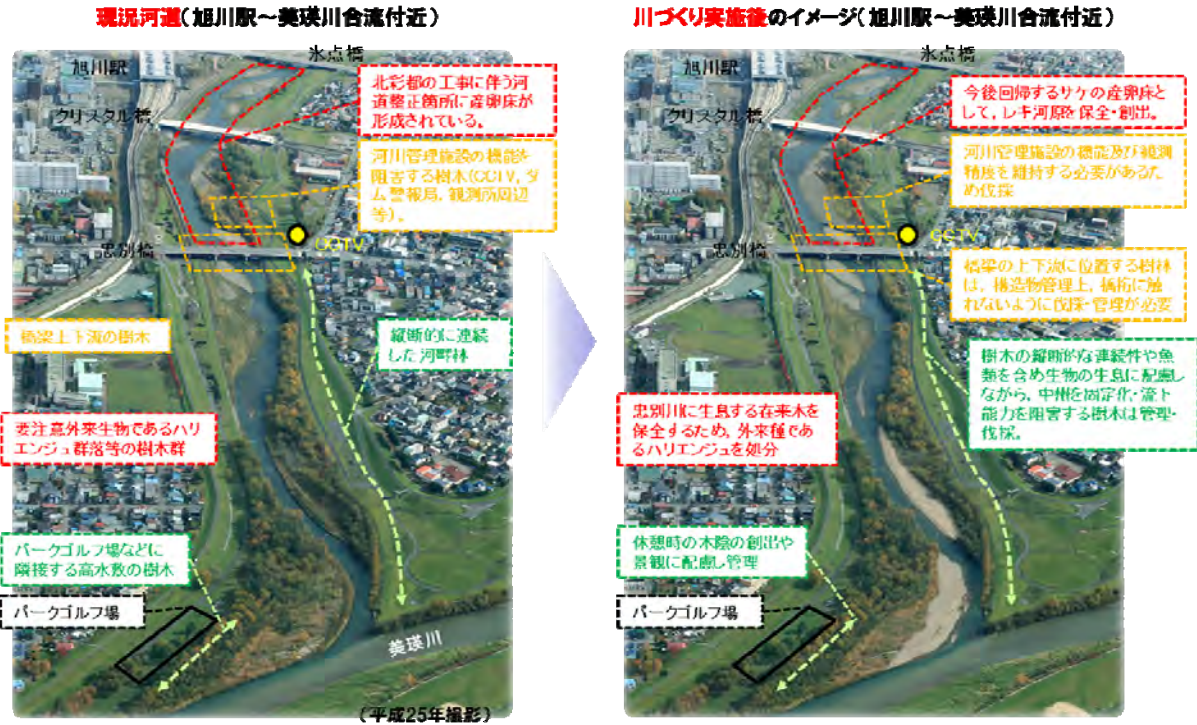 現況河道(旭川駅～美瑛川合流付近)
氷点橋
旭川駅
北彩都の工事に伴う河
道整正箇所に産卵床が
形成されている。
クリスタル橋
河川管理施設の機能を
阻害する樹木(CCTV、ダ
ム警報局、観測所周辺
等)。
CCTV
忠別橋
橋梁上下流の樹木
縦断的に連続
した河畔林
要注意外来生物であるハリ
エンジュ群落等の樹木群
パークゴルフ場などに
隣接する高水敷の樹木
パークゴルフ場
美瑛川
(平成25年撮影)
川づくり実施後のイメージ(旭川駅～美瑛川合流付近)
氷点橋
旭川駅
今後回帰するサケの産卵床と
して、レキ河原を保全・創出。
クリスタル橋
河川管理施設の機能及び観測
精度を維持する必要があるた
め伐採
CCTV
忠別橋
橋梁の上下流に位置する樹林
は、構造物管理上、橋桁に触
れないように伐採・管理が必要
樹木の縦断的な連続性や魚
類を含め生物の生息に配慮し
ながら、中州を固定化・流下
能力を阻害する樹木は管理・
伐採。
忠別川に生息する在来木を
保全するため、外来種であ
るハリエンジュを処分
休憩時の木陰の創出や
景観に配慮し管理
パークゴルフ場